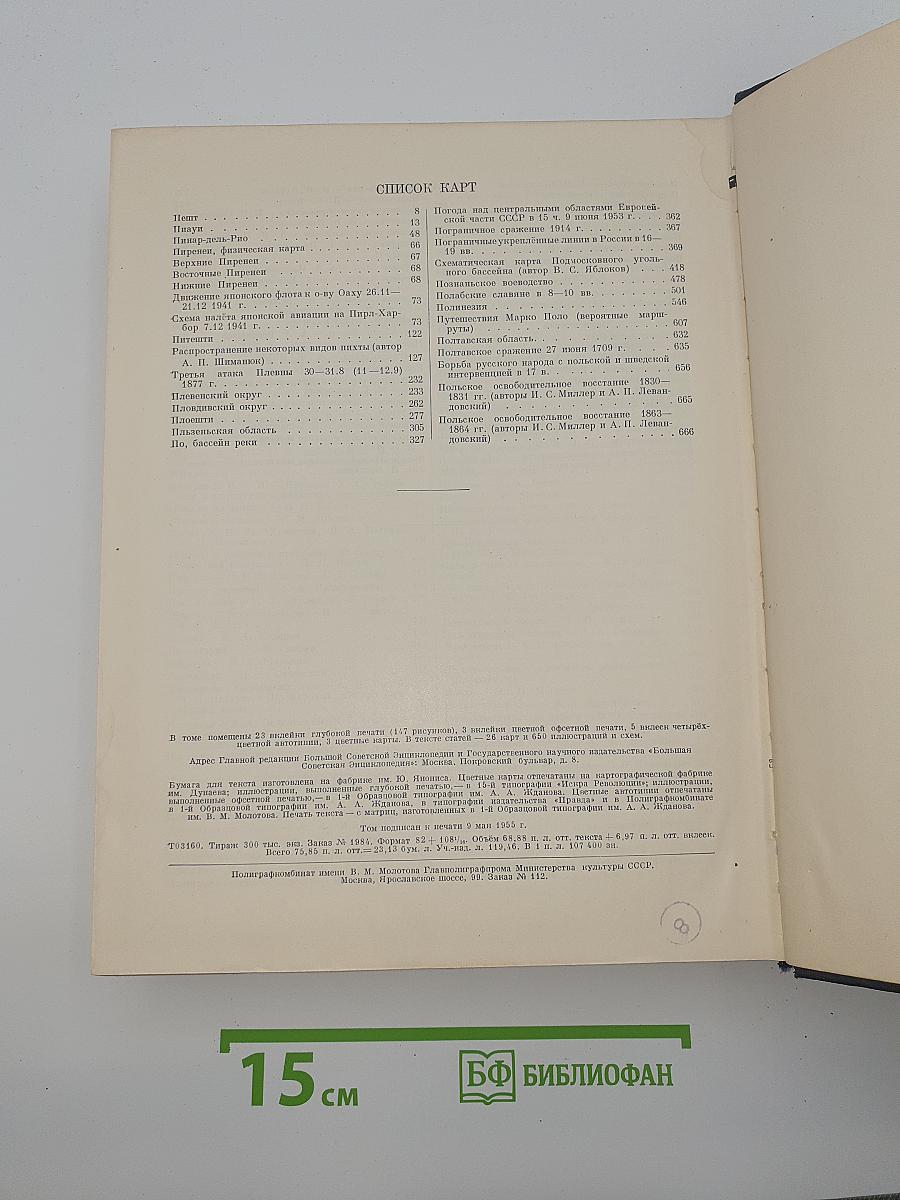 СПИСОК КАРТ
Пешт . . . . . . . . . . . . . . . . . . . . 8
Пиауи . . . . . . . . . . . . . . . . . . . . 13
Пинар-дель-Рио . . . . . . . . . . . . . . . 48
Пиренеи, физическая карта . . . . . . . . . . 66
Верхние Пиренеи . . . . . . . . . . . . . . . 67
Восточные Пиренеи . . . . . . . . . . . . . . 68
Нижние Пиренеи . . . . . . . . . . . . . . . 68
Движение японского флота к о-ву Оаху 26.11—
21.12 1941 г. . . . . . . . . . . . . . . . . 73
Схема налёта японской авиации на Пирл-Хар-
бор 7.12 1941 г. . . . . . . . . . . . . . . . 73
Питешти . . . . . . . . . . . . . . . . . . . 122
Распространение некоторых видов пихты (автор
А. П. Шиманюк) . . . . . . . . . . . . . . . 127
Третья атака Плевны 30—31.8 (11—12.9)
1877 г. . . . . . . . . . . . . . . . . . . . 232
Плевенский округ . . . . . . . . . . . . . . . 233
Пловдивский округ . . . . . . . . . . . . . . 262
Плоешти . . . . . . . . . . . . . . . . . . . 277
Пльзеньская область . . . . . . . . . . . . . 305
По, бассейн реки . . . . . . . . . . . . . . . 327
Погода над центральными областями Европей-
ской части СССР в 15 ч. 9 июня 1953 г. . . . . 362
Пограничное сражение 1914 г. . . . . . . . . . 367
Пограничные укреплённые линии в России в 16—
19 вв. . . . . . . . . . . . . . . . . . . . . 369
Схематическая карта Подмосковного уголь-
ного бассейна (автор В. С. Яблоков) . . . 418
Познаньское воеводство . . . . . . . . . . . . 478
Полабские славяне в 8—10 вв. . . . . . . . . . 501
Полинезия . . . . . . . . . . . . . . . . . . 546
Путешествия Марко Поло (вероятные марш-
руты) . . . . . . . . . . . . . . . . . . . . 607
Полтавская область. . . . . . . . . . . . . . 632
Полтавское сражение 27 июня 1709 г. . . . . . 635
Борьба русского народа с польской и шведской
интервенцией в 17 в. . . . . . . . . . . . . . 656
Польское освободительное восстание 1830—
1831 гг. (авторы И. С. Миллер и А. П. Леван-
довский) . . . . . . . . . . . . . . . . . . . 665
Польское освободительное восстание 1863—
1864 гг. (авторы И. С. Миллер и А. П. Леван-
довский) . . . . . . . . . . . . . . . . . . . 666
В томе помещены 23 вклейки глубокой печати (147 рисунков), 3 вклейки цветной офсетной печати, 5 вклеек четырёх-
цветной автотипии, 3 цветные карты. В тексте статей — 26 карт и 650 иллюстраций и схем.
Адрес Главной редакции Большой Советской Энциклопедии и Государственного научного издательства «Большая
Советская Энциклопедия»: Москва, Покровский бульвар, д. 8.
Бумага для текста изготовлена на фабрике им. Ю. Янониса. Цветные карты отпечатаны на картографической фабрике
им. Дунаева; иллюстрации, выполненные глубокой печатью,— в 15-й типографии «Искра Революции»; иллюстрации,
выполненные офсетной печатью,— в 1-й Образцовой типографии им. А. А. Жданова. Цветные автотипии отпечатаны
в 1-й Образцовой типографии им. А. А. Жданова, в типографии издательства «Правда» и в Полиграфкомбинате
им. В. М. Молотова. Печать текста — с матриц, изготовленных в 1-й Образцовой типографии им. А. А. Жданова.
Том подписан к печати 9 мая 1955 г.
Т03160. Тираж 300 тыс. экз. Заказ № 1984. Формат 82 + 108¹/₁₆. Объём 68,88 п. л. отт. текста + 6,97 п. л. отт. вклеек.
Всего 75,85 п. л. отт.=23,13 бум. л. Уч.-изд. л. 119,46. В 1 п. л. 107 400 зн.
Полиграфкомбинат имени В. М. Молотова Главполиграфпрома Министерства культуры СССР.
Москва, Ярославское шоссе, 99. Заказ № 112.
8
15 см
БФ БИБЛИОФАН